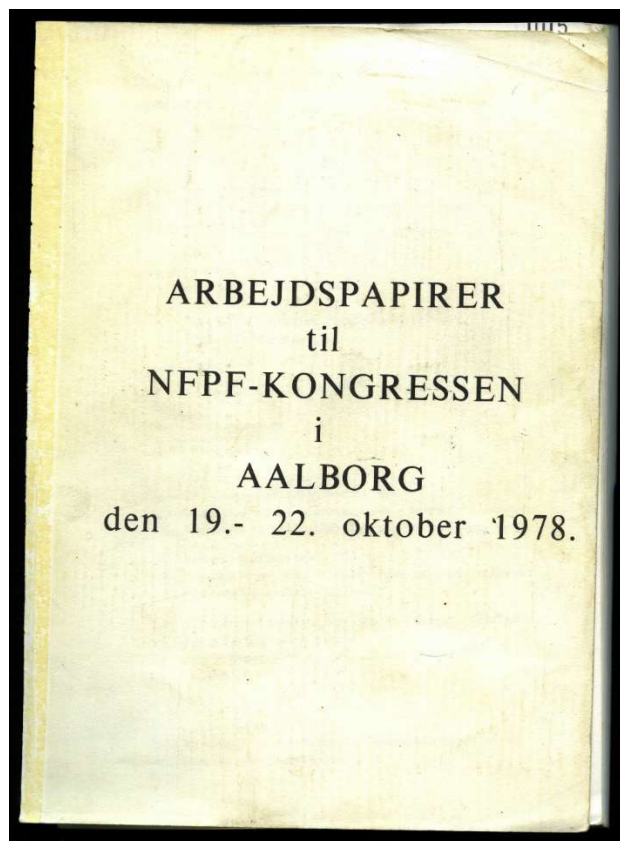 ARBEJDSPAPIRER
til
NFPF-KONGRESSEN
i
AALBORG
den 19.- 22. oktober 1978.